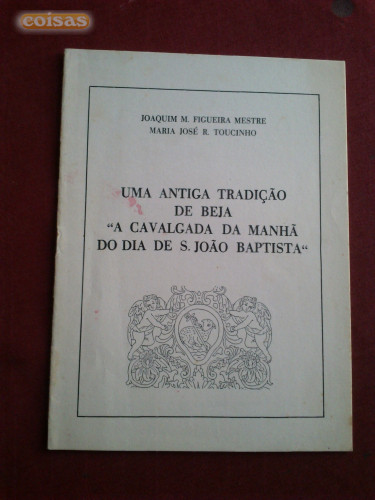 coisas
JOAQUIM M. FIGUEIRA MESTRE
MARIA JOSÉ R. TOUCINHO
UMA ANTIGA TRADIÇÃO
DE BEJA
"A CAVALGADA DA MANHÃ
DO DIA DE S. JOÃO BAPTISTA"